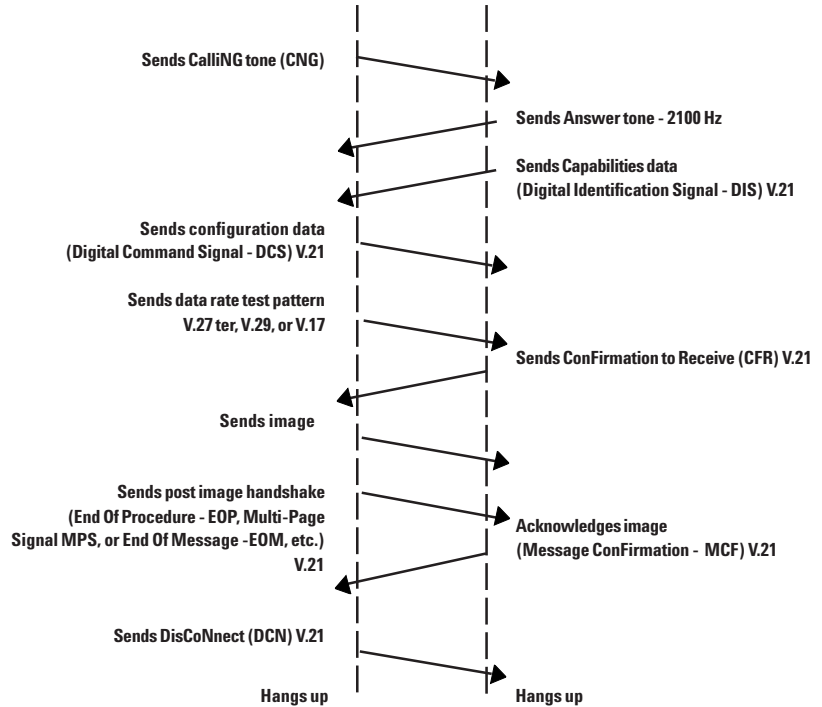 Sends CalliNG tone (CNG)
Sends Answer tone - 2100 Hz
Sends Capabilities data
(Digital Identification Signal - DIS) V.21
Sends configuration data
(Digital Command Signal - DCS) V.21
Sends data rate test pattern
V.27 ter, V.29, or V.17
Sends ConFirmation to Receive (CFR) V.21
Sends image
Sends post image handshake
(End Of Procedure - EOP, Multi-Page
Signal MPS, or End Of Message -EOM, etc.)
V.21
Acknowledges image
(Message ConFirmation - MCF) V.21
Sends DisCoNnect (DCN) V.21
Hangs up
Hangs up